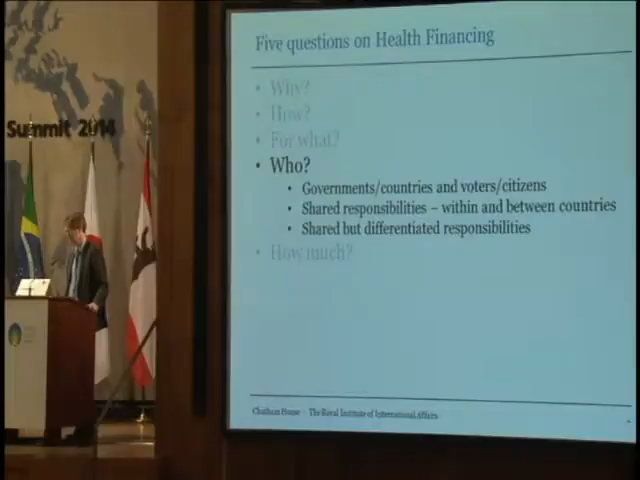 Summit 2014
Five questions on Health Financing
• Why?
• How?
• For what?
• Who?
• Governments/countries and voters/citizens
• Shared responsibilities – within and between countries
• Shared but differentiated responsibilities
• How much?
Chatham House - The Royal Institute of International Affairs